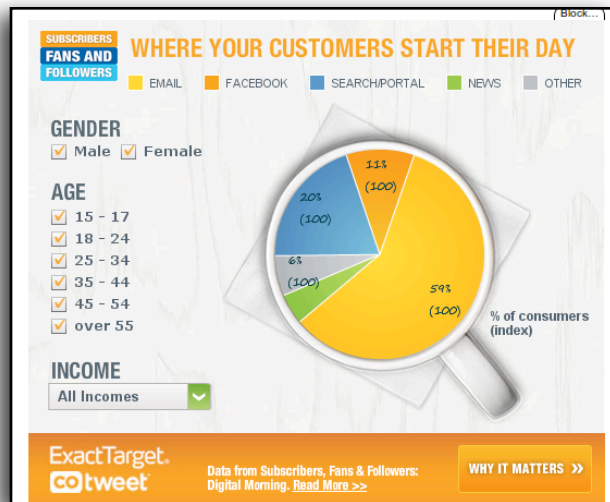 Block...
SUBSCRIBERS
FANS AND
FOLLOWERS
WHERE YOUR CUSTOMERS START THEIR DAY
EMAIL FACEBOOK SEARCH/PORTAL NEWS OTHER
GENDER
Male Female
AGE
15 - 17
18 - 24
25 - 34
35 - 44
45 - 54
over 55
INCOME
All Incomes
11%
(100)
20%
(100)
6%
(100)
59%
(100)
% of consumers
(index)
ExactTarget.
cotweet
Data from Subscribers, Fans & Followers:
Digital Morning. Read More >>
WHY IT MATTERS »